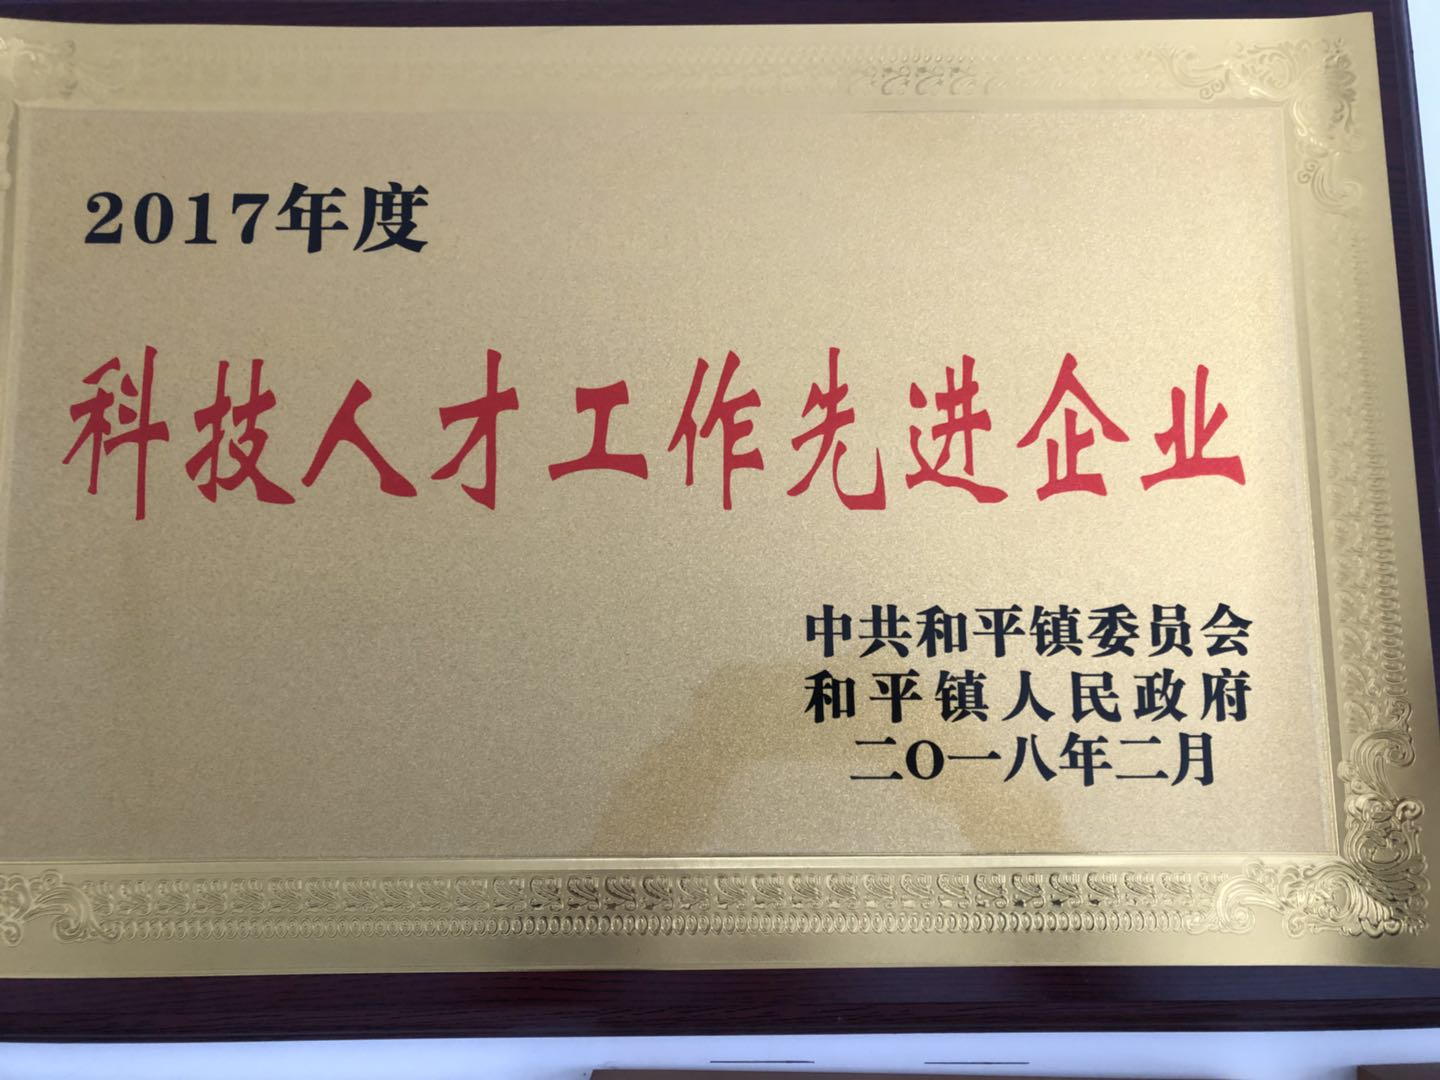 2017年度
科技人才工作先进企业
中共和平镇委员会
和平镇人民政府
二O一八年二月